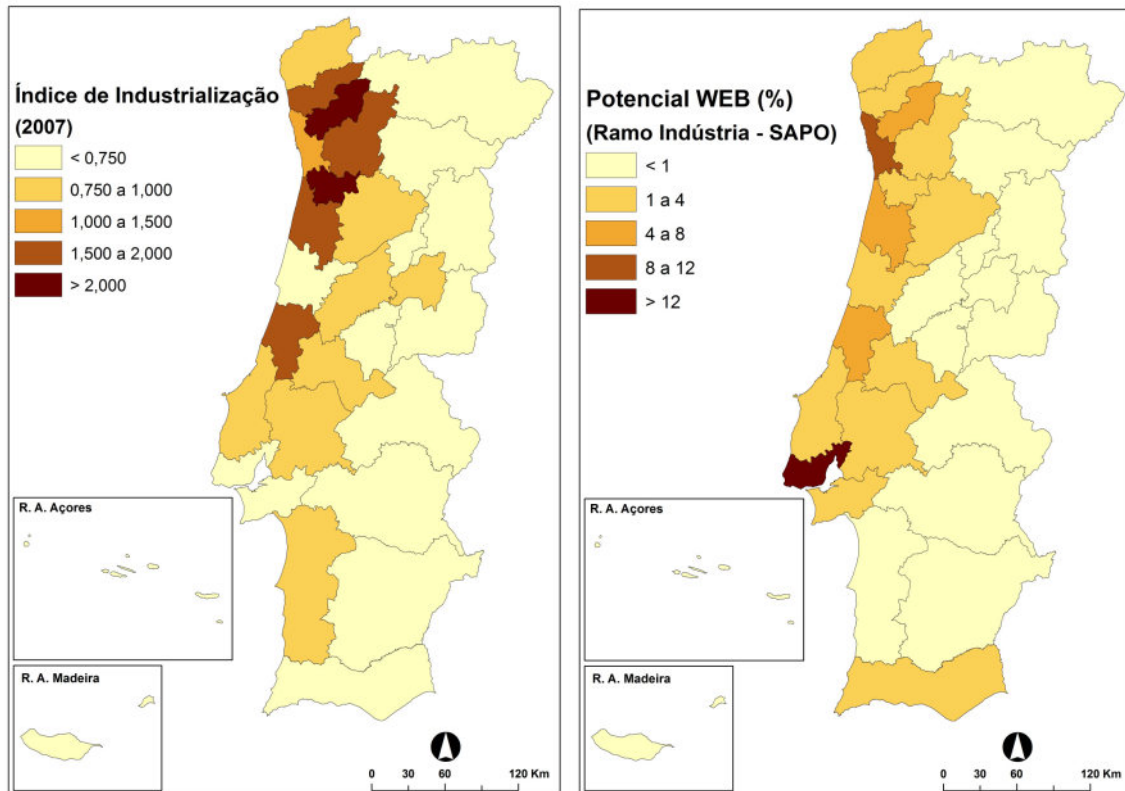 Índice de Industrialização
(2007)
< 0,750
0,750 a 1,000
1,000 a 1,500
1,500 a 2,000
> 2,000
R. A. Açores
R. A. Madeira
0 30 60 120 Km
Potencial WEB (%)
(Ramo Indústria - SAPO)
< 1
1 a 4
4 a 8
8 a 12
> 12
R. A. Açores
R. A. Madeira
0 30 60 120 Km